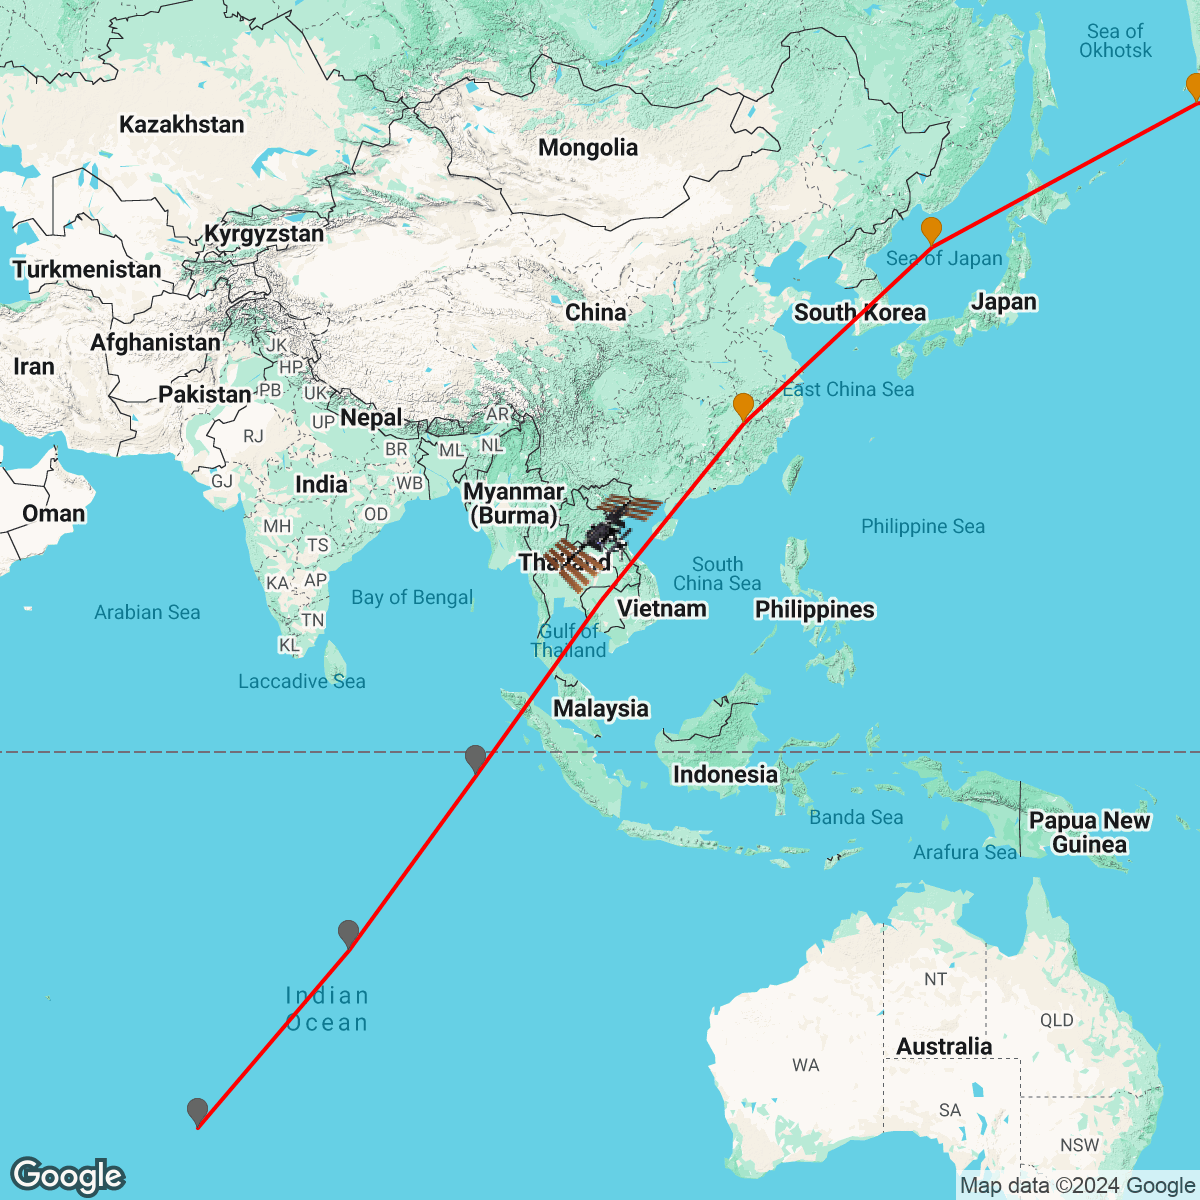 Sea of
Okhotsk
Kazakhstan
Mongolia
Kyrgyzstan
Turkmenistan
Sea of Japan
Japan
China
South Korea
Afghanistan
JK
Iran
HP
Pakistan
PB
UK
East China Sea
Nepal
AR
UP
RJ
BR
ML
NL
GJ
India
WB
Myanmar
(Burma)
Oman
OD
MH
Philippine Sea
TS
Thailand
South
China Sea
KA
AP
Bay of Bengal
Arabian Sea
TN
Vietnam
Philippines
Gulf of
Thailand
KL
Laccadive Sea
Malaysia
Indonesia
Banda Sea
Papua New
Guinea
Arafura Sea
Indian
Ocean
NT
QLD
Australia
WA
SA
NSW
Google
Map data ©2024 Google